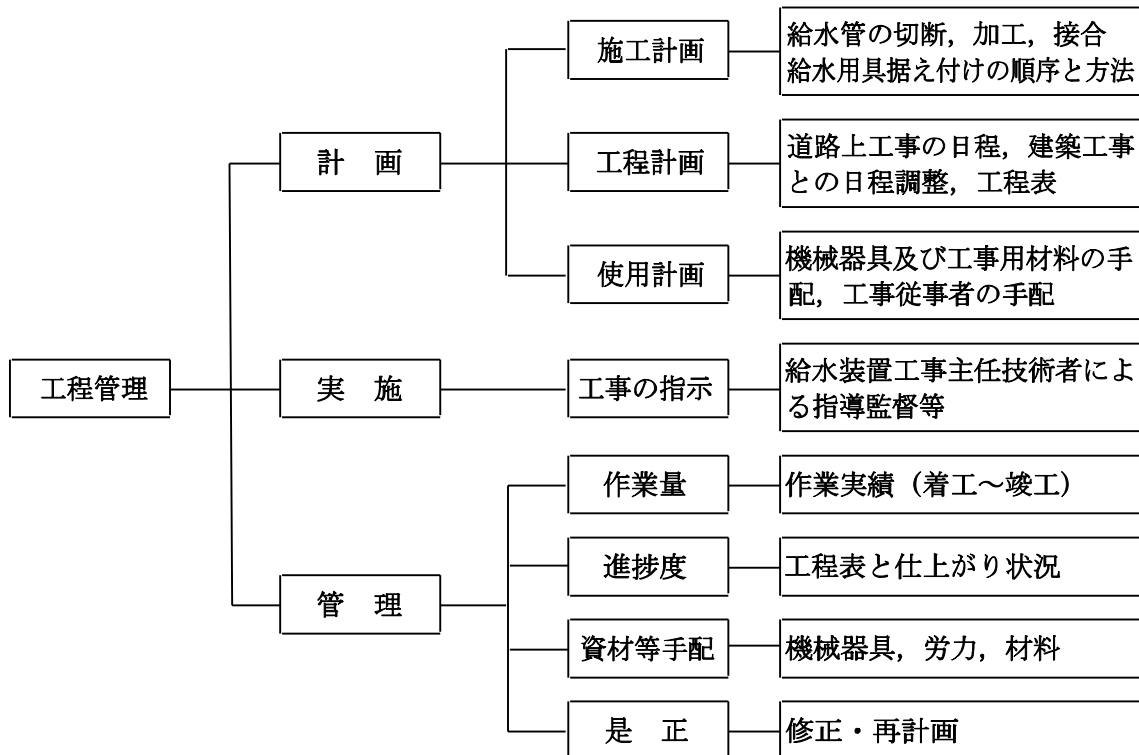 施工計画
給水管の切断，加工，接合
給水用具据え付けの順序と方法
計　画
工程計画
道路上工事の日程，建築工事
との日程調整，工程表
使用計画
機械器具及び工事用材料の手
配，工事従事者の手配
工程管理
実　施
工事の指示
給水装置工事主任技術者によ
る指導監督等
作業量
作業実績（着工～竣工）
進捗度
工程表と仕上がり状況
管　理
資材等手配
機械器具，労力，材料
是　正
修正・再計画